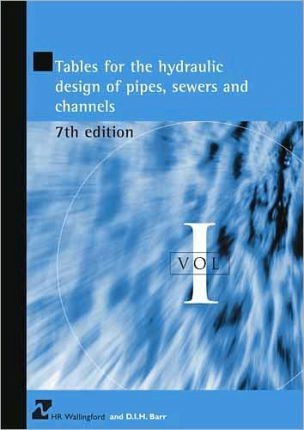 Tables for the hydraulic
design of pipes, sewers and
channels
7th edition
I
VOL
HR Wallingford and D.I.H. Barr